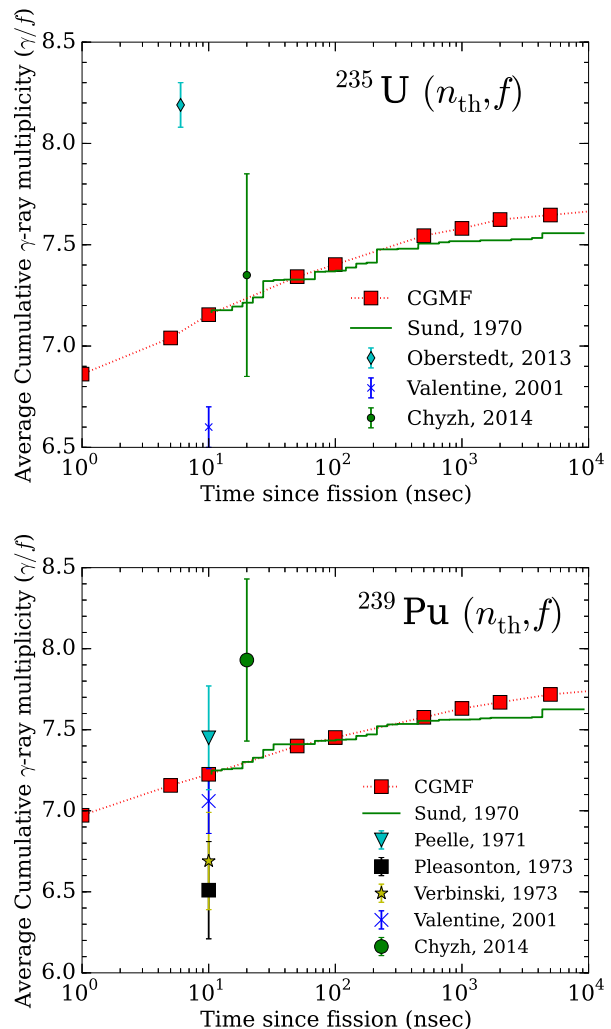 8.5
8.0
7.5
7.0
6.5
Average Cumulative γ-ray multiplicity (γ/f)
²³⁵U (n_th,f)
CGMF
Sund, 1970
Oberstedt, 2013
Valentine, 2001
Chyzh, 2014
10⁰ 10¹ 10² 10³ 10⁴
Time since fission (nsec)
8.5
8.0
7.5
7.0
6.5
6.0
Average Cumulative γ-ray multiplicity (γ/f)
²³⁹Pu (n_th,f)
CGMF
Sund, 1970
Peelle, 1971
Pleasonton, 1973
Verbinski, 1973
Valentine, 2001
Chyzh, 2014
10⁰ 10¹ 10² 10³ 10⁴
Time since fission (nsec)